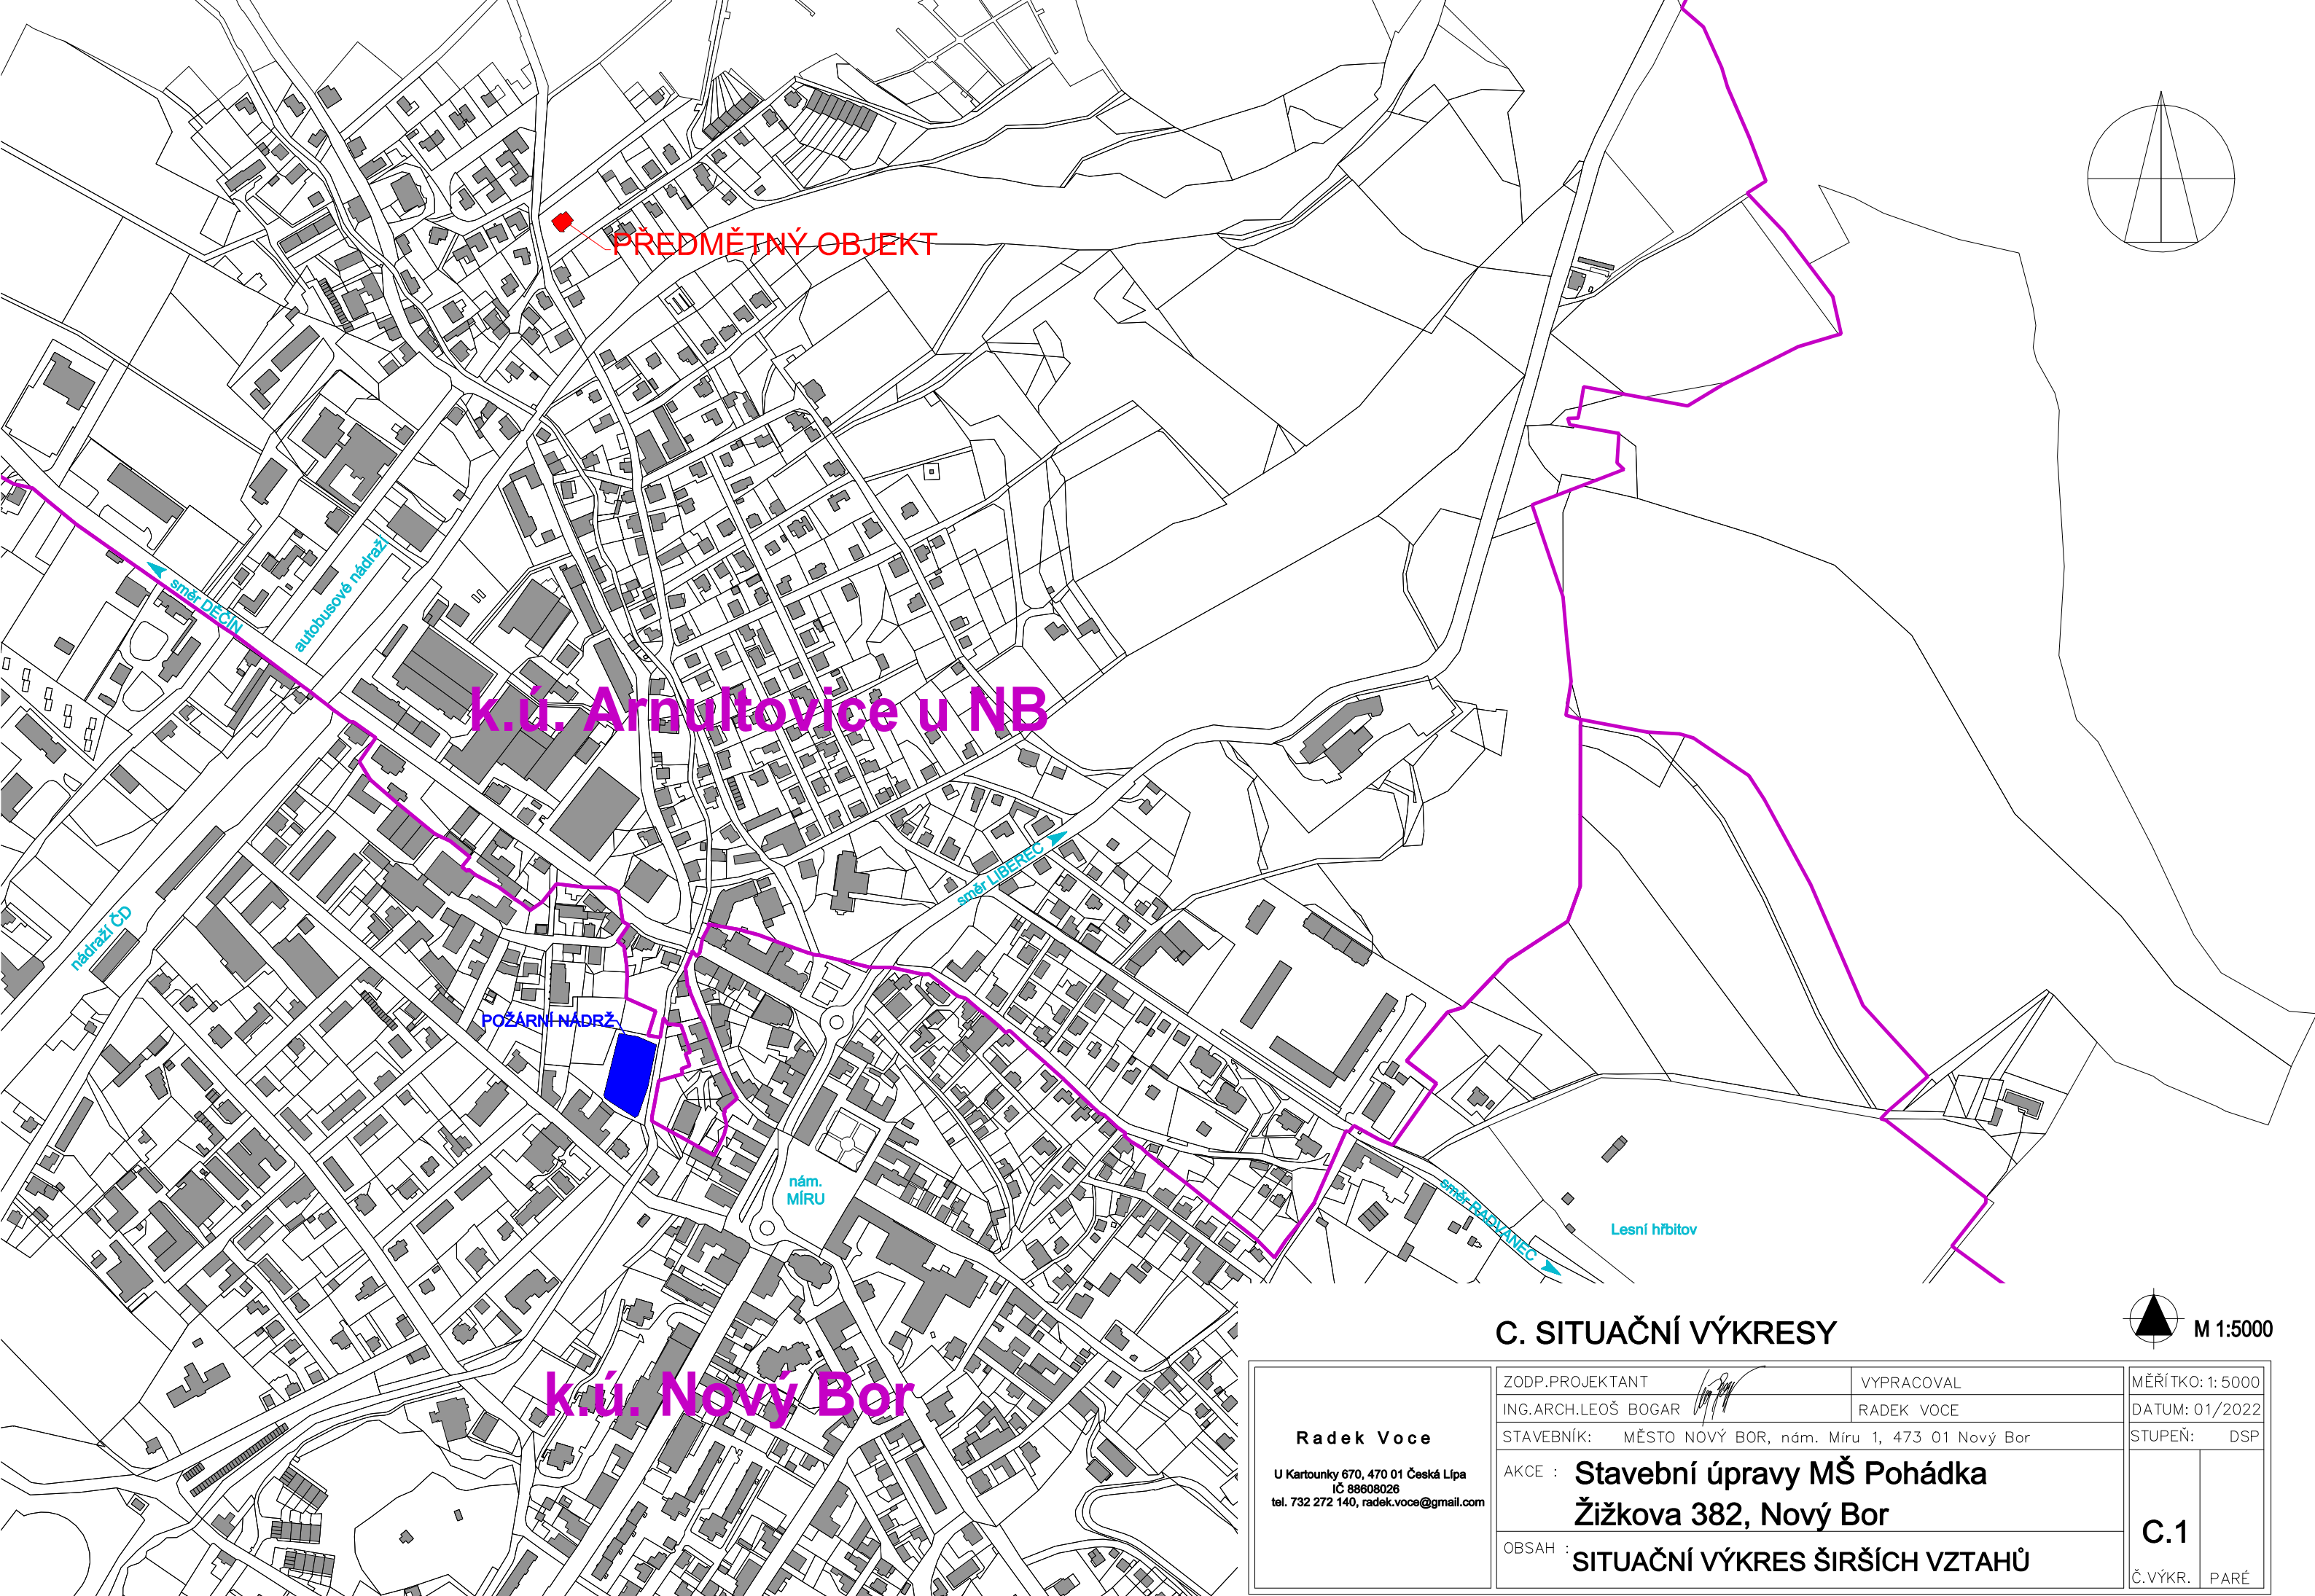 PŘEDMĚTNÝ OBJEKT
směr DĚČÍN
autobusové nádraží
k.ú. Arnultovice u NB
směr LIBEREC
nádraží ČD
POŽÁRNÍ NÁDRŽ
nám.
MÍRU
směr RADVANEC
Lesní hřbitov
k.ú. Nový Bor
C. SITUAČNÍ VÝKRESY
M 1:5000
Radek Voce
U Kartounky 670, 470 01 Česká Lípa
IČ 88608026
tel. 732 272 140, radek.voce@gmail.com
ZODP.PROJEKTANT
VYPRACOVAL
MĚŘÍTKO: 1: 5000
ING.ARCH.LEOŠ BOGAR
RADEK VOCE
DATUM: 01/2022
STAVEBNÍK: MĚSTO NOVÝ BOR, nám. Míru 1, 473 01 Nový Bor
STUPEŇ: DSP
AKCE : Stavební úpravy MŠ Pohádka
Žižkova 382, Nový Bor
OBSAH : SITUAČNÍ VÝKRES ŠIRŠÍCH VZTAHŮ
C.1
Č.VÝKR. PARÉ